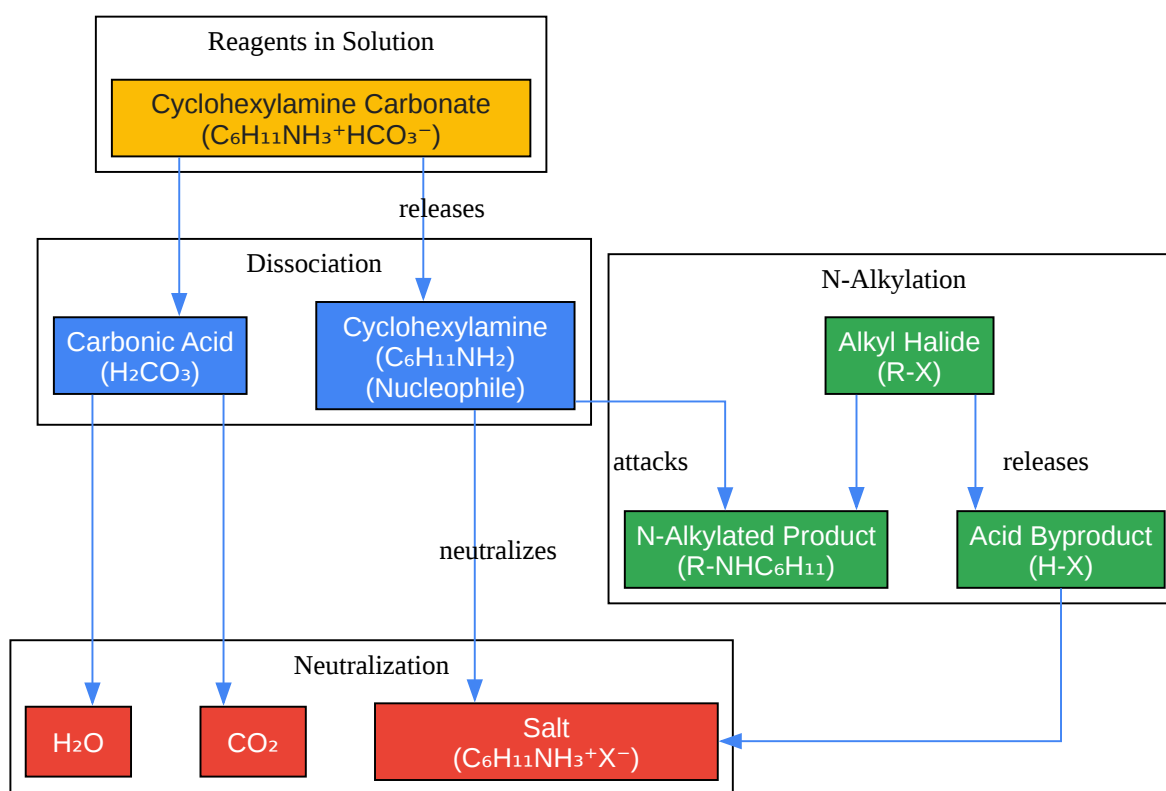 Reagents in Solution
Cyclohexylamine Carbonate
(C₆H₁₁NH₃⁺HCO₃⁻)
releases
Dissociation
Carbonic Acid
(H₂CO₃)
Cyclohexylamine
(C₆H₁₁NH₂)
(Nucleophile)
N-Alkylation
Alkyl Halide
(R-X)
attacks
releases
N-Alkylated Product
(R-NHC₆H₁₁)
Acid Byproduct
(H-X)
neutralizes
Neutralization
H₂O
CO₂
Salt
(C₆H₁₁NH₃⁺X⁻)